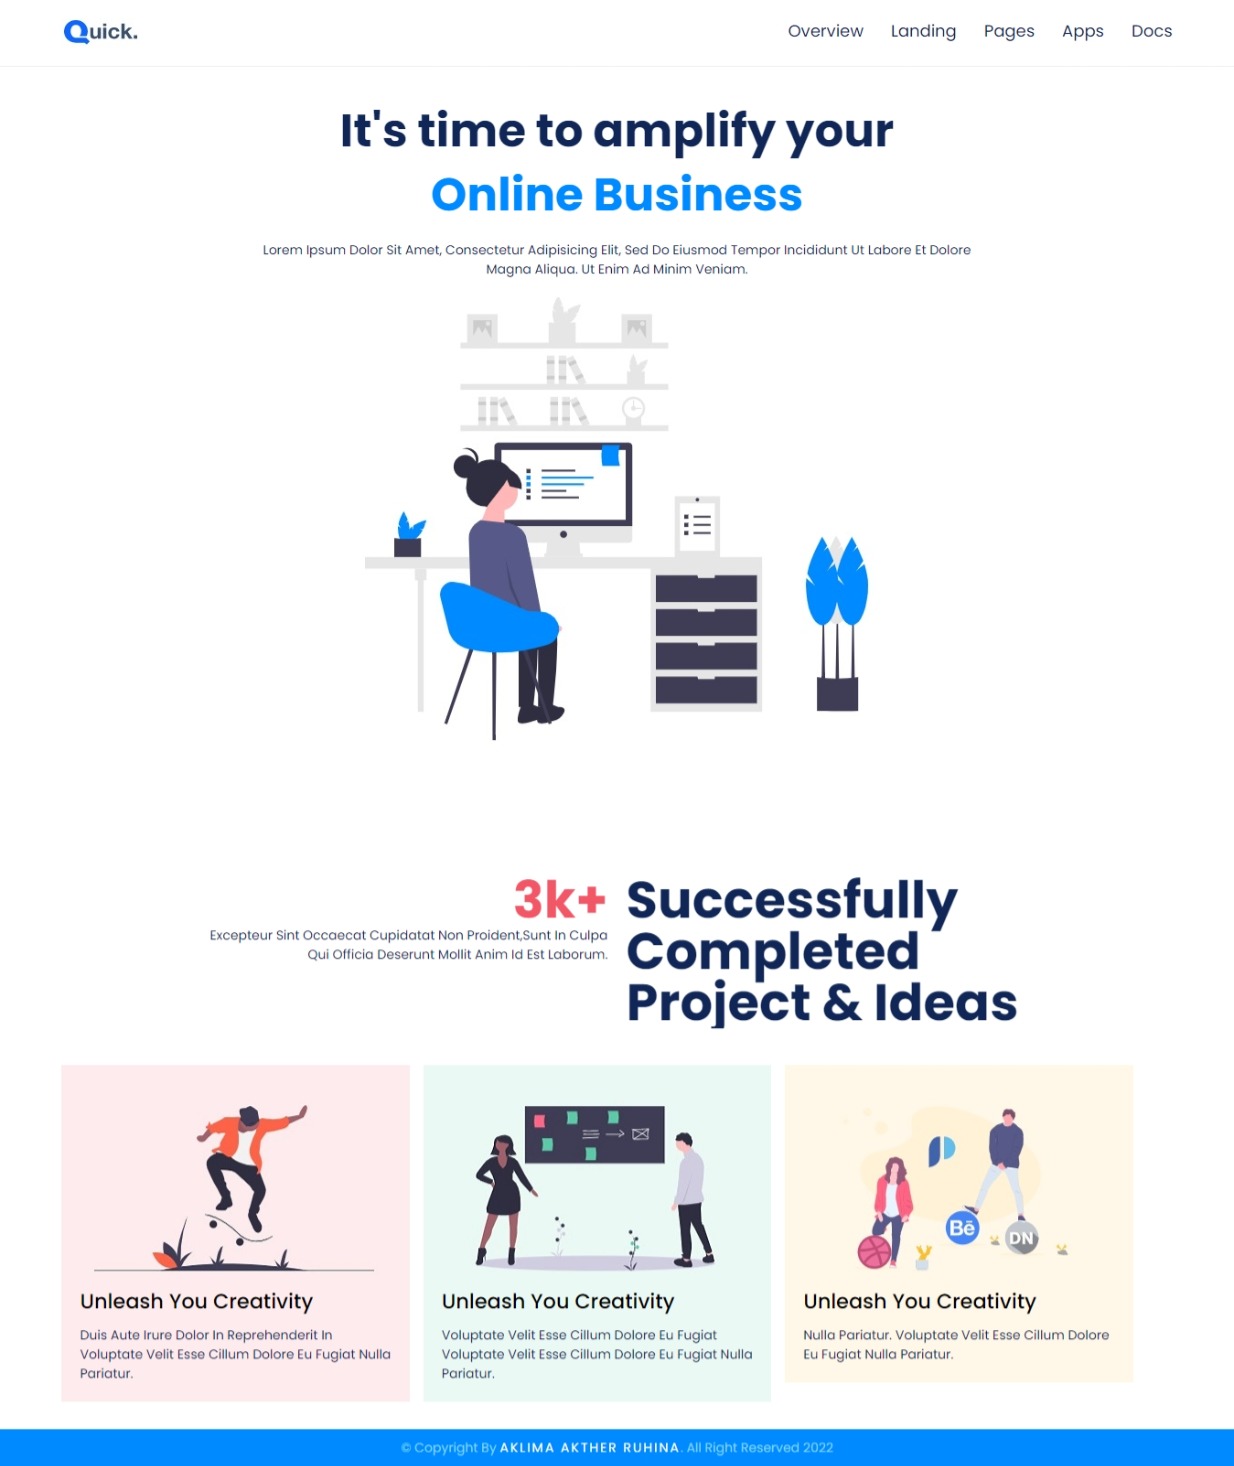 Quick.
Overview Landing Pages Apps Docs
It's time to amplify your
Online Business
Lorem Ipsum Dolor Sit Amet, Consectetur Adipisicing Elit, Sed Do Eiusmod Tempor Incididunt Ut Labore Et Dolore
Magna Aliqua. Ut Enim Ad Minim Veniam.
3k+
Excepteur Sint Occaecat Cupidatat Non Proident,Sunt In Culpa
Qui Officia Deserunt Mollit Anim Id Est Laborum.
Successfully
Completed
Project & Ideas
Unleash You Creativity
Duis Aute Irure Dolor In Reprehenderit In
Voluptate Velit Esse Cillum Dolore Eu Fugiat Nulla
Pariatur.
Unleash You Creativity
Voluptate Velit Esse Cillum Dolore Eu Fugiat
Voluptate Velit Esse Cillum Dolore Eu Fugiat Nulla
Pariatur.
Bē
DN
Unleash You Creativity
Nulla Pariatur. Voluptate Velit Esse Cillum Dolore
Eu Fugiat Nulla Pariatur.
© Copyright By AKLIMA AKTHER RUHINA. All Right Reserved 2022